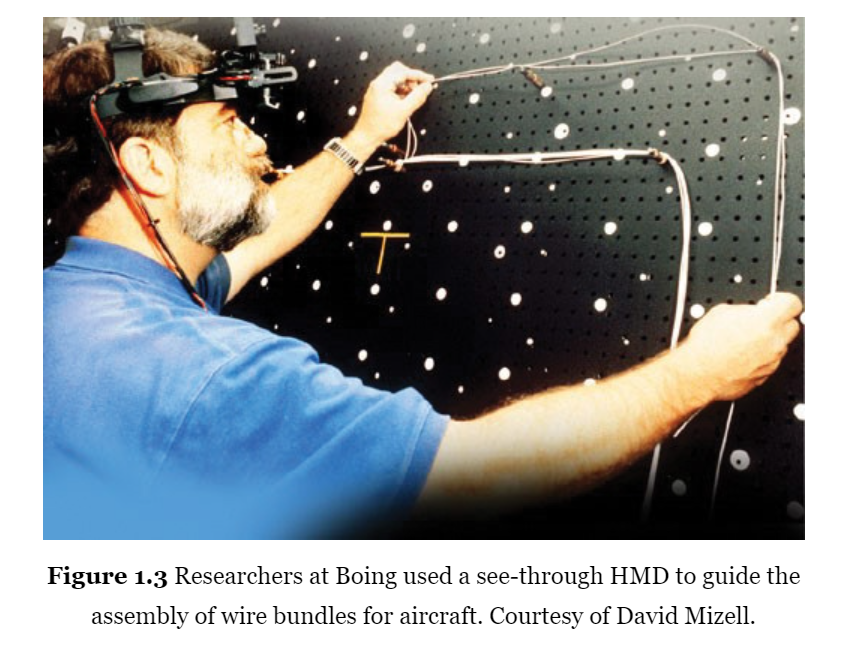 Figure 1.3 Researchers at Boing used a see-through HMD to guide the
assembly of wire bundles for aircraft. Courtesy of David Mizell.